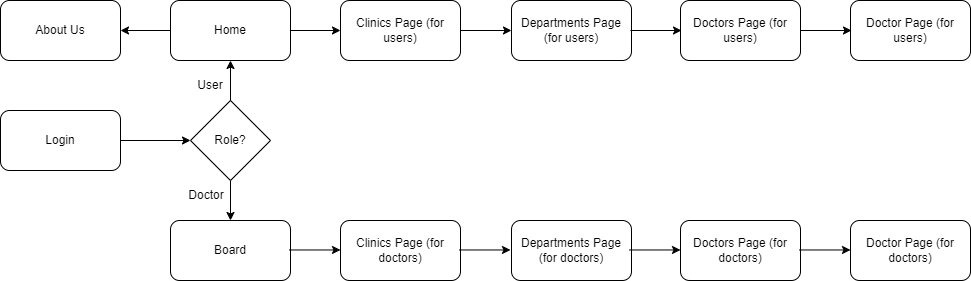 About Us
Home
Clinics Page (for
users)
Departments Page
(for users)
Doctors Page (for
users)
Doctor Page (for
users)
User
Login
Role?
Doctor
Board
Clinics Page (for
doctors)
Departments Page
(for doctors)
Doctors Page (for
doctors)
Doctor Page (for
doctors)